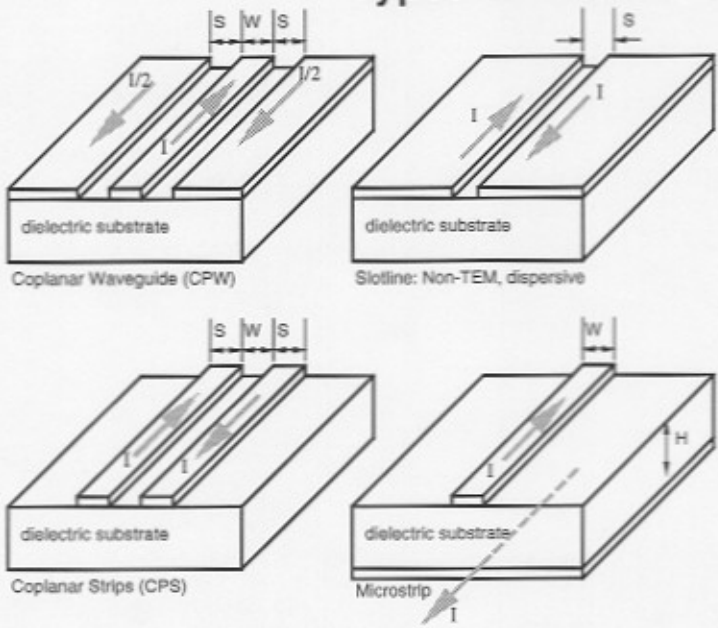 S W S
I/2
I/2
I
dielectric substrate
Coplanar Waveguide (CPW)
S
I
I
dielectric substrate
Slotline: Non-TEM, dispersive
S W S
I
I
dielectric substrate
Coplanar Strips (CPS)
W
H
I
dielectric substrate
Microstrip
I